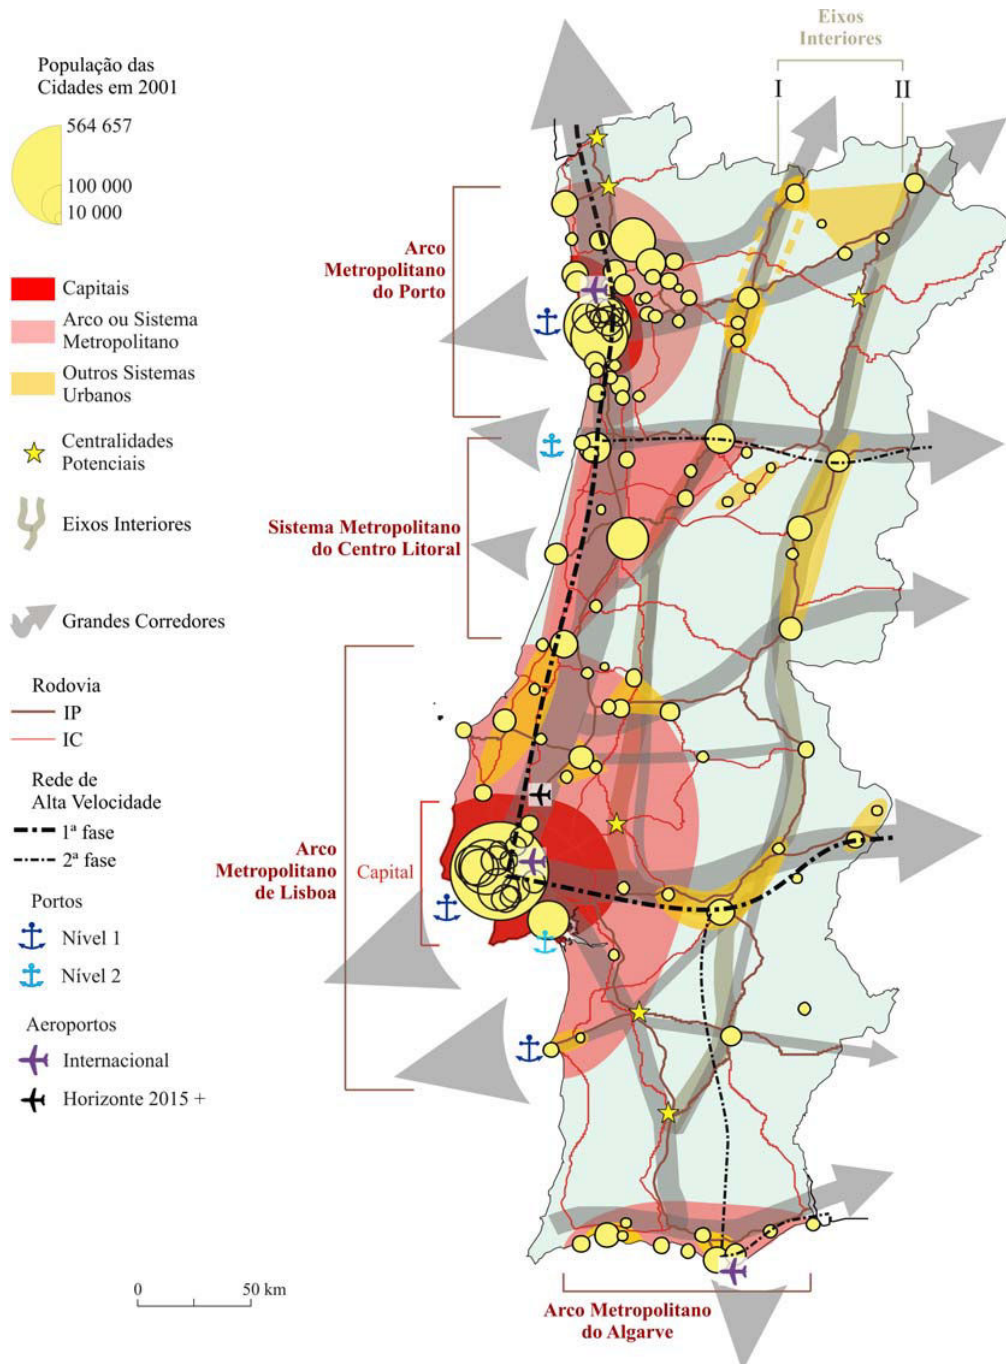 Eixos
Interiores
I
II
População das
Cidades em 2001
564 657
100 000
10 000
Capitais
Arco ou Sistema
Metropolitano
Outros Sistemas
Urbanos
Centralidades
Potenciais
Eixos Interiores
Grandes Corredores
Rodovia
IP
IC
Rede de
Alta Velocidade
1ª fase
2ª fase
Portos
Nível 1
Nível 2
Aeroportos
Internacional
Horizonte 2015 +
Arco
Metropolitano
do Porto
Sistema Metropolitano
do Centro Litoral
Arco
Metropolitano
de Lisboa
Capital
Arco Metropolitano
do Algarve
0
50 km